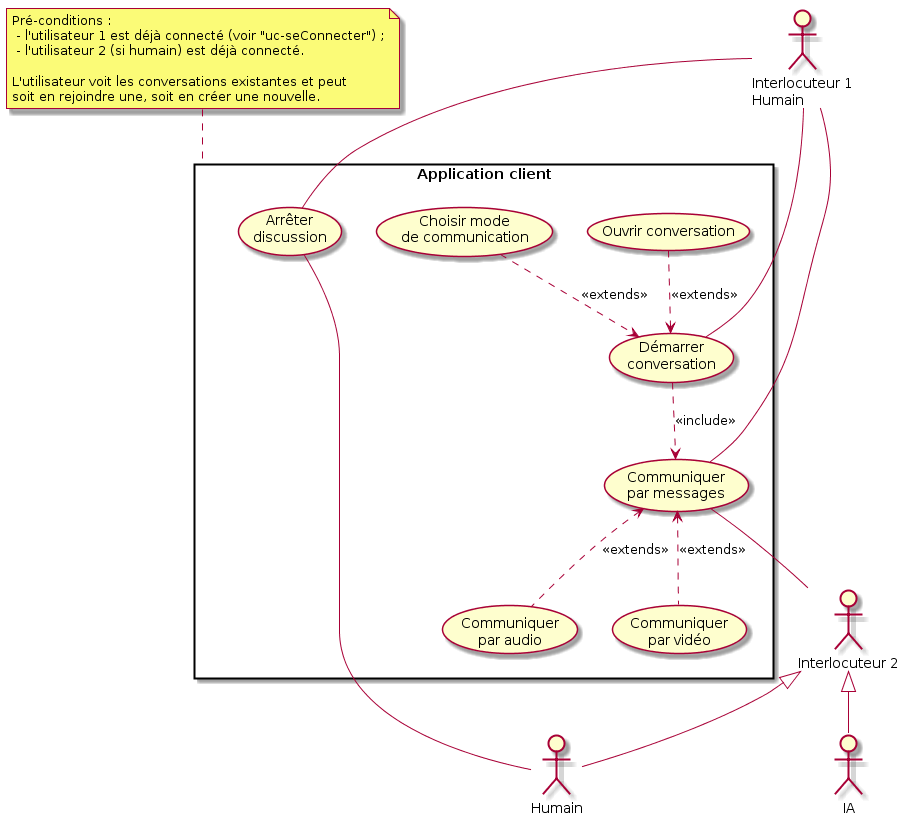 Pré-conditions :
- l'utilisateur 1 est déjà connecté (voir "uc-seConnecter") ;
- l'utilisateur 2 (si humain) est déjà connecté.
L'utilisateur voit les conversations existantes et peut
soit en rejoindre une, soit en créer une nouvelle.
Interlocuteur 1
Humain
Application client
Arrêter
discussion
Choisir mode
de communication
Ouvrir conversation
«extends»
«extends»
Démarrer
conversation
«include»
Communiquer
par messages
«extends»
«extends»
Communiquer
par audio
Communiquer
par vidéo
Interlocuteur 2
Humain
IA